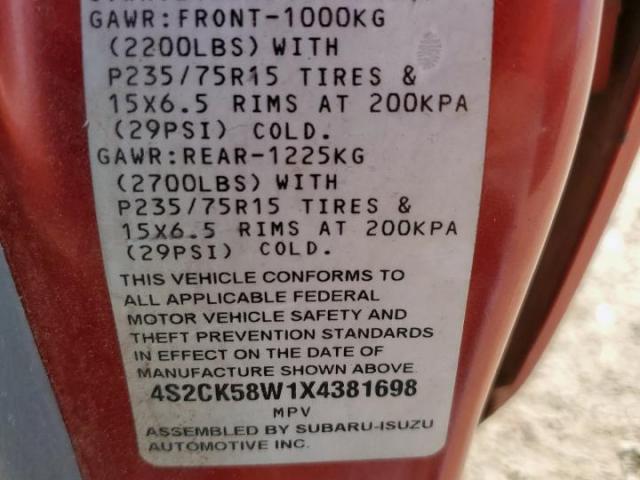 GAWR:FRONT-1000KG
(2200LBS) WITH
P235/75R15 TIRES &
15X6.5 RIMS AT 200KPA
(29PSI) COLD.
GAWR:REAR-1225KG
(2700LBS) WITH
P235/75R15 TIRES &
15X6.5 RIMS AT 200KPA
(29PSI) COLD.
THIS VEHICLE CONFORMS TO
ALL APPLICABLE FEDERAL
MOTOR VEHICLE SAFETY AND
THEFT PREVENTION STANDARDS
IN EFFECT ON THE DATE OF
MANUFACTURE SHOWN ABOVE.
4S2CK58W1X4381698
MPV
ASSEMBLED BY SUBARU-ISUZU
AUTOMOTIVE INC.